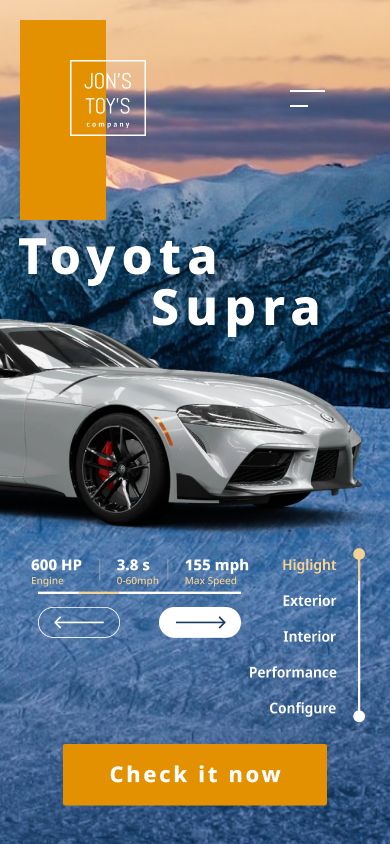 JON'S
TOY'S
company
Toyota
Supra
600 HP
Engine
3.8 s
0-60mph
155 mph
Max Speed
Higlight
Exterior
Interior
Performance
Configure
Check it now